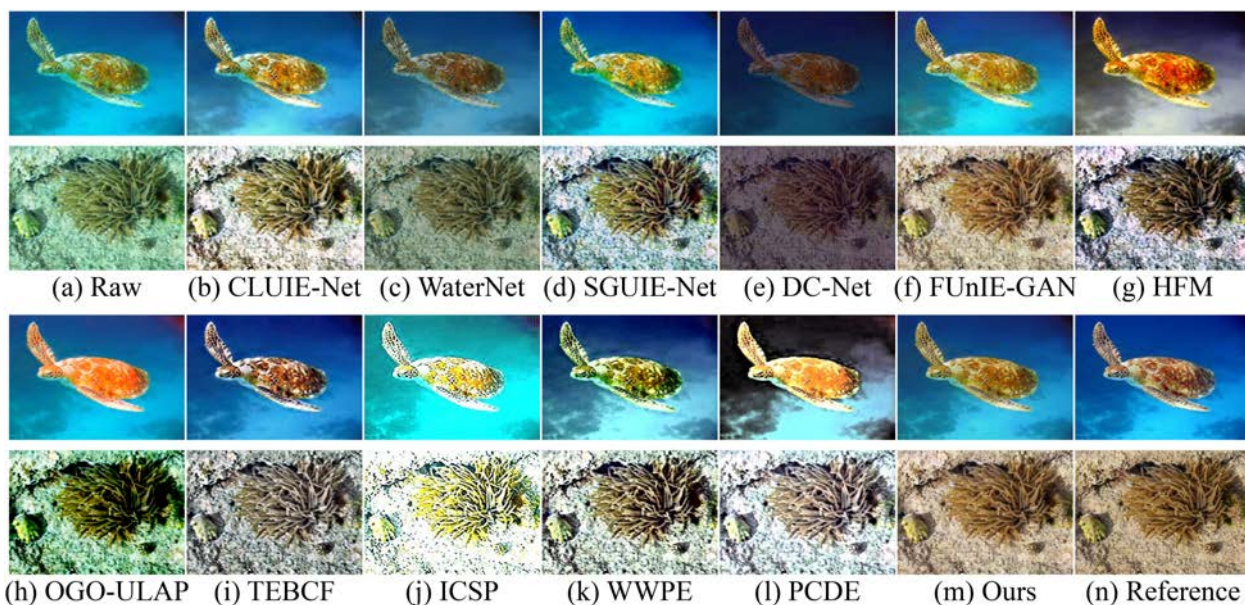 (a) Raw (b) CLUIE-Net (c) WaterNet (d) SGUIE-Net (e) DC-Net (f) FUnIE-GAN (g) HFM
(h) OGO-ULAP (i) TEBCF (j) ICSP (k) WWPE (l) PCDE (m) Ours (n) Reference